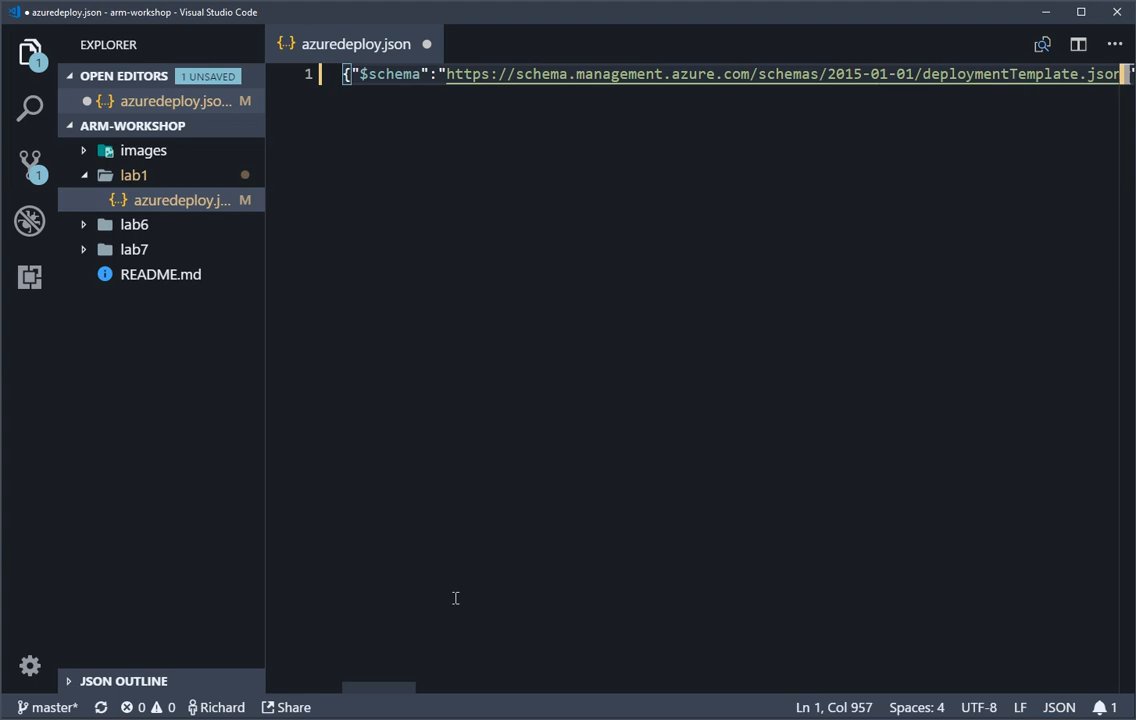 ● azuredeploy.json - arm-workshop - Visual Studio Code
EXPLORER
{··} azuredeploy.json
OPEN EDITORS 1 UNSAVED
1 {"$schema":"https://schema.management.azure.com/schemas/2015-01-01/deploymentTemplate.json
{··} azuredeploy.jso... M
ARM-WORKSHOP
images
lab1
{··} azuredeploy.j... M
lab6
lab7
README.md
1
1
JSON OUTLINE
master* 0 0 Richard Share Ln 1, Col 957 Spaces: 4 UTF-8 LF JSON 1